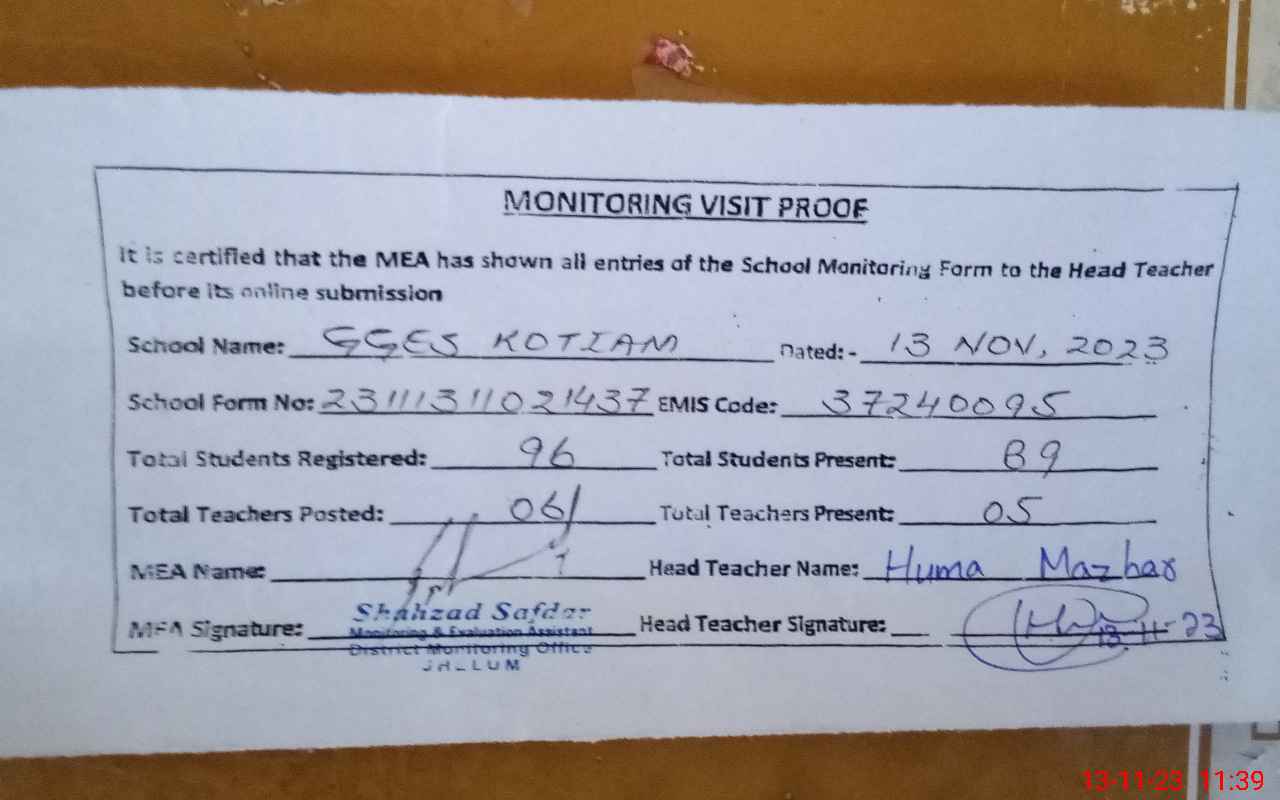 MONITORING VISIT PROOF
It is certified that the MEA has shown all entries of the School Monitoring Form to the Head Teacher
before its online submission
School Name: GGES KOTIAM Dated: - 13 NOV, 2023
School Form No: 231113111021437 EMIS Code: 37240095
Total Students Registered: 96 Total Students Present: 89
Total Teachers Posted: 06 Total Teachers Present: 05
MEA Name: Head Teacher Name: Huma Mazhar
MEA Signature: Head Teacher Signature: 13-11-23
Shahzad Safdar
Monitoring & Evaluation Assistant
District Monitoring Office
JHELUM
13-11-23 11:39